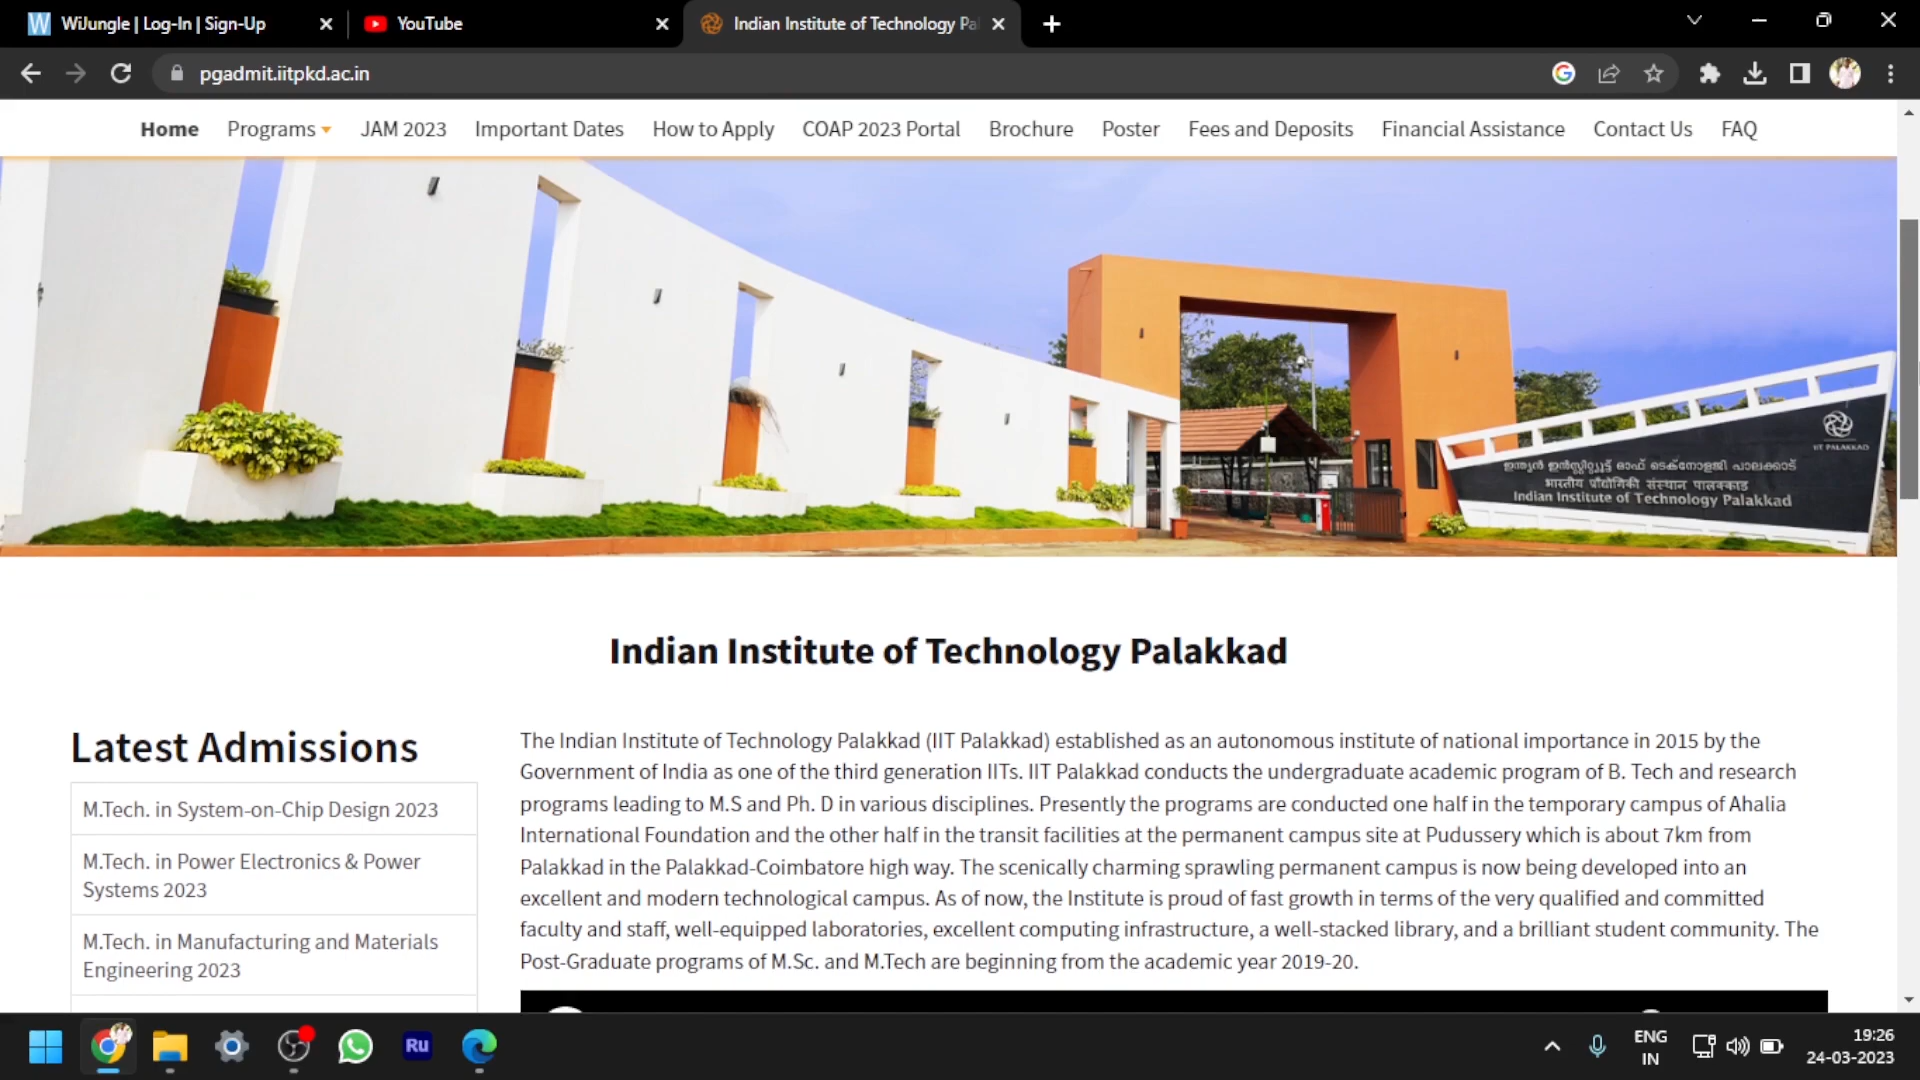 WiJungle | Log-In | Sign-Up
YouTube
Indian Institute of Technology Pa
pgadmit.iitpkd.ac.in
Home Programs JAM 2023 Important Dates How to Apply COAP 2023 Portal Brochure Poster Fees and Deposits Financial Assistance Contact Us FAQ
IIT PALAKKAD
ഇന്ത്യൻ ഇൻസ്റ്റിറ്റ്യൂട്ട് ഓഫ് ടെക്നോളജി പാലക്കാട്
भारतीय प्रौद्योगिकी संस्थान पालक्काड
Indian Institute of Technology Palakkad
Indian Institute of Technology Palakkad
Latest Admissions
M.Tech. in System-on-Chip Design 2023
M.Tech. in Power Electronics & Power
Systems 2023
M.Tech. in Manufacturing and Materials
Engineering 2023
The Indian Institute of Technology Palakkad (IIT Palakkad) established as an autonomous institute of national importance in 2015 by the
Government of India as one of the third generation IITs. IIT Palakkad conducts the undergraduate academic program of B. Tech and research
programs leading to M.S and Ph. D in various disciplines. Presently the programs are conducted one half in the temporary campus of Ahalia
International Foundation and the other half in the transit facilities at the permanent campus site at Pudussery which is about 7km from
Palakkad in the Palakkad-Coimbatore high way. The scenically charming sprawling permanent campus is now being developed into an
excellent and modern technological campus. As of now, the Institute is proud of fast growth in terms of the very qualified and committed
faculty and staff, well-equipped laboratories, excellent computing infrastructure, a well-stacked library, and a brilliant student community. The
Post-Graduate programs of M.Sc. and M.Tech are beginning from the academic year 2019-20.
Ru
ENG
IN
19:26
24-03-2023